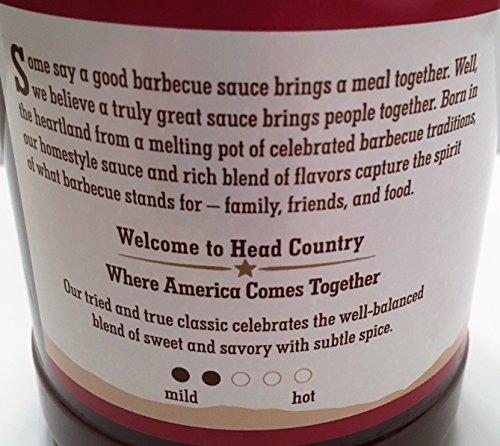 Some say a good barbecue sauce brings a meal together. Well,
we believe a truly great sauce brings people together. Born in
the heartland from a melting pot of celebrated barbecue traditions,
our homestyle sauce and rich blend of flavors capture the spirit
of what barbecue stands for – family, friends, and food.
Welcome to Head Country
Where America Comes Together
Our tried and true classic celebrates the well-balanced
blend of sweet and savory with subtle spice.
mild hot